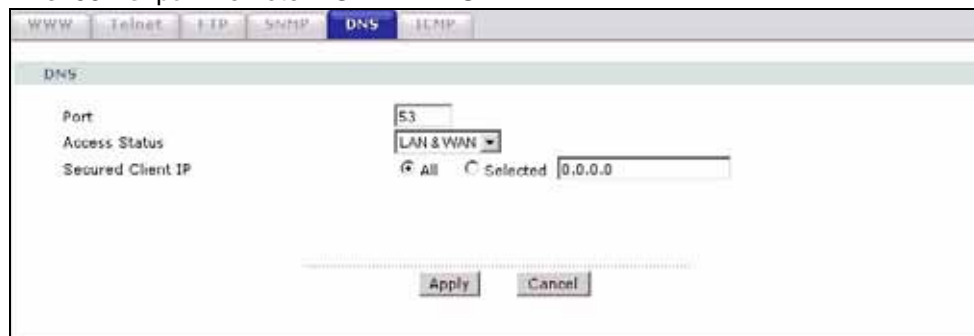 WWW Telnet FTP SNMP DNS ICMP
DNS
Port 53
Access Status LAN & WAN
Secured Client IP All Selected 0.0.0.0
Apply Cancel